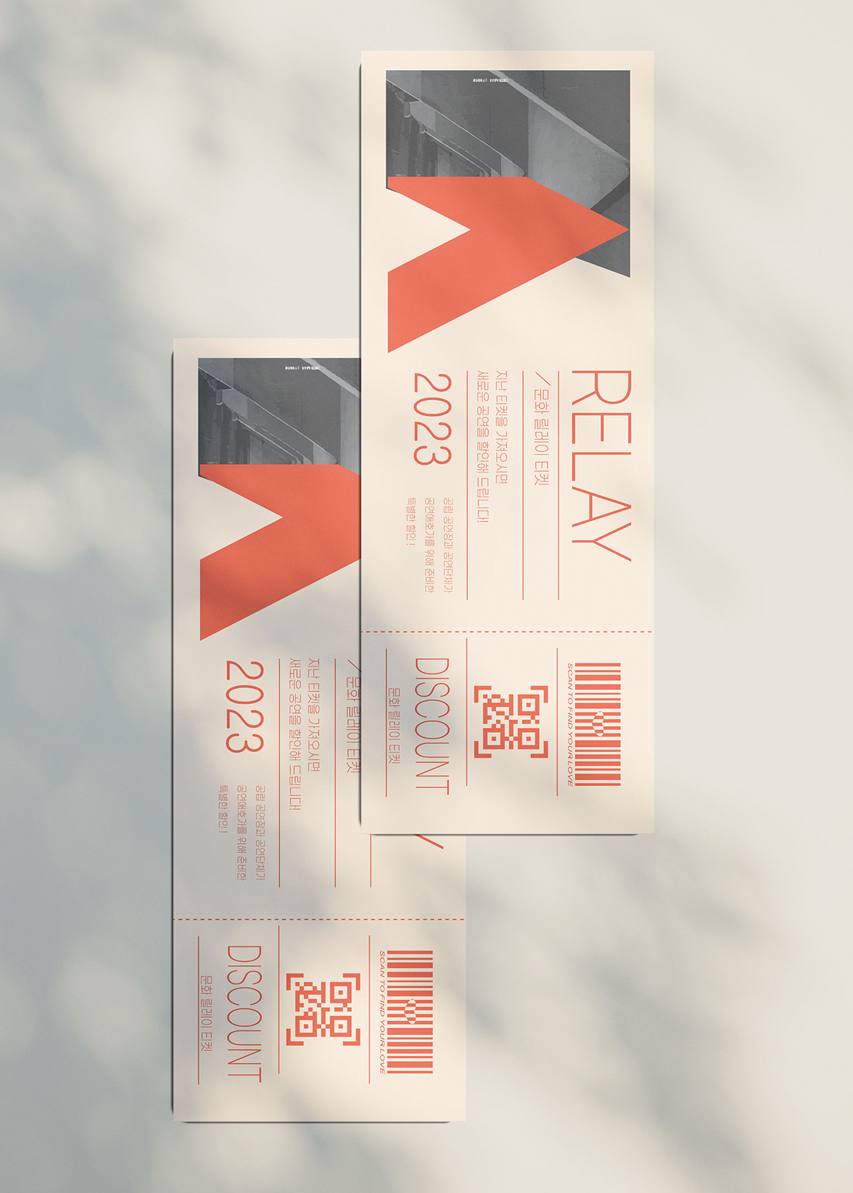 RELAY
/ 문화 릴레이 티켓
지난 티켓을 가져오시면
새로운 공연을 할인해 드립니다!
2023
공립 공연장과 공연단체가
공연애호가를 위해 준비한
특별한 할인!
SCAN TO FIND YOUR LOVE
DISCOUNT
문화 릴레이 티켓
/ 문화 릴레이 티켓
지난 티켓을 가져오시면
새로운 공연을 할인해 드립니다!
2023
공립 공연장과 공연단체가
공연애호가를 위해 준비한
특별한 할인!
SCAN TO FIND YOUR LOVE
DISCOUNT
문화 릴레이 티켓